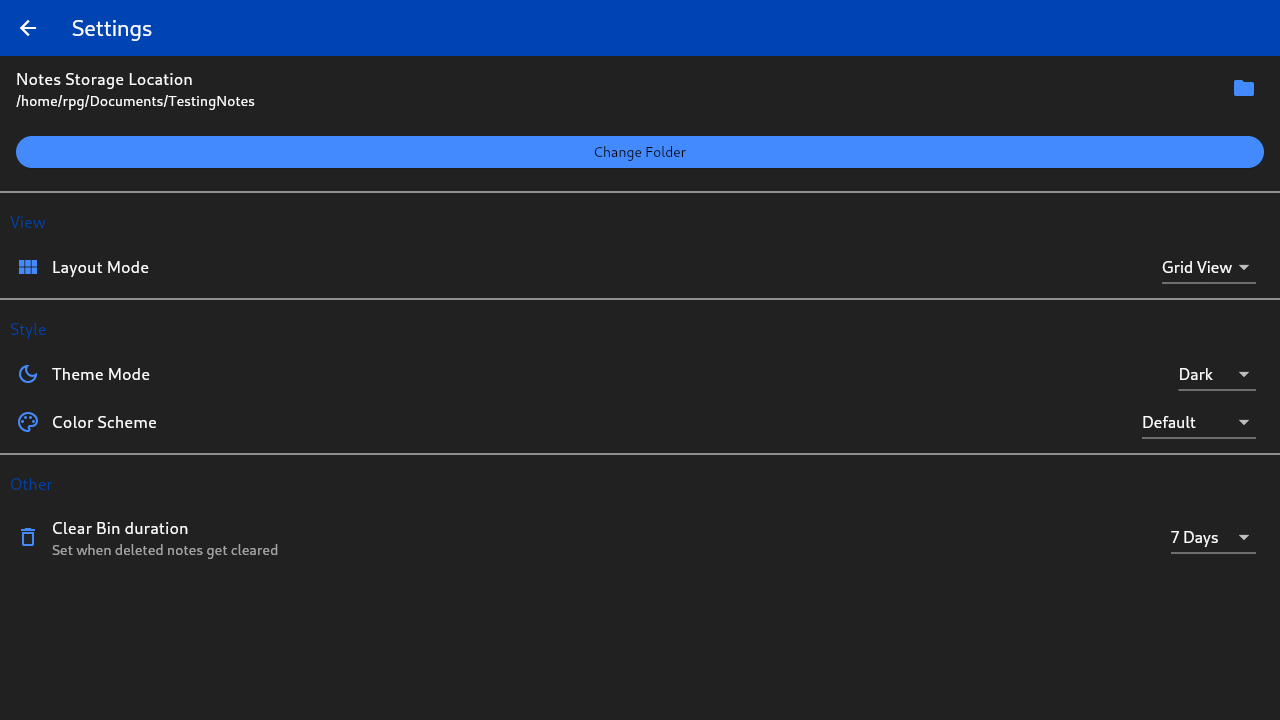 Settings
Notes Storage Location
/home/rpg/Documents/TestingNotes
Change Folder
View
Layout Mode
Grid View
Style
Theme Mode
Dark
Color Scheme
Default
Other
Clear Bin duration
Set when deleted notes get cleared
7 Days